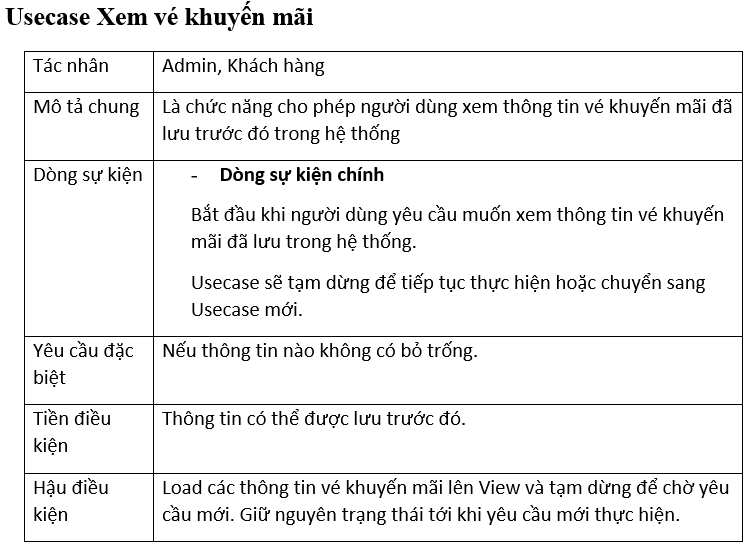 Usecase Xem vé khuyến mãi
Tác nhân
Admin, Khách hàng
Mô tả chung
Là chức năng cho phép người dùng xem thông tin vé khuyến mãi đã
lưu trước đó trong hệ thống
Dòng sự kiện
- Dòng sự kiện chính
Bắt đầu khi người dùng yêu cầu muốn xem thông tin vé khuyến
mãi đã lưu trong hệ thống.
Usecase sẽ tạm dừng để tiếp tục thực hiện hoặc chuyển sang
Usecase mới.
Yêu cầu đặc
biệt
Nếu thông tin nào không có bỏ trống.
Tiền điều
kiện
Thông tin có thể được lưu trước đó.
Hậu điều
kiện
Load các thông tin vé khuyến mãi lên View và tạm dừng để chờ yêu
cầu mới. Giữ nguyên trạng thái tới khi yêu cầu mới thực hiện.